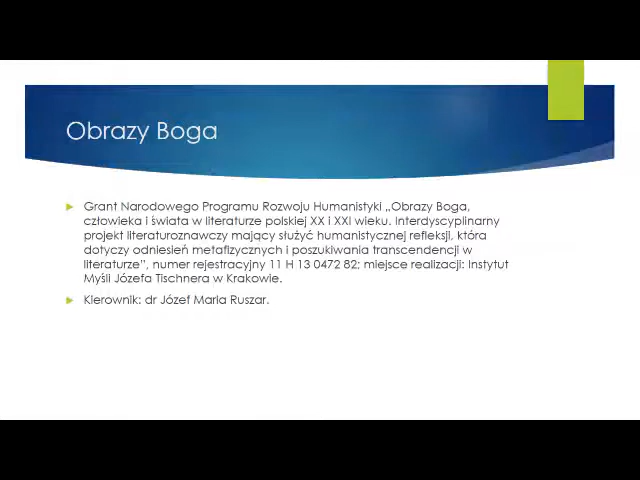 Obrazy Boga
Grant Narodowego Programu Rozwoju Humanistyki „Obrazy Boga,
człowieka i świata w literaturze polskiej XX i XXI wieku. Interdyscyplinarny
projekt literaturoznawczy mający służyć humanistycznej refleksji, która
dotyczy odniesień metafizycznych i poszukiwania transcendencji w
literaturze”, numer rejestracyjny 11 H 13 0472 82; miejsce realizacji: Instytut
Myśli Józefa Tischnera w Krakowie.
Kierownik: dr Józef Maria Ruszar.